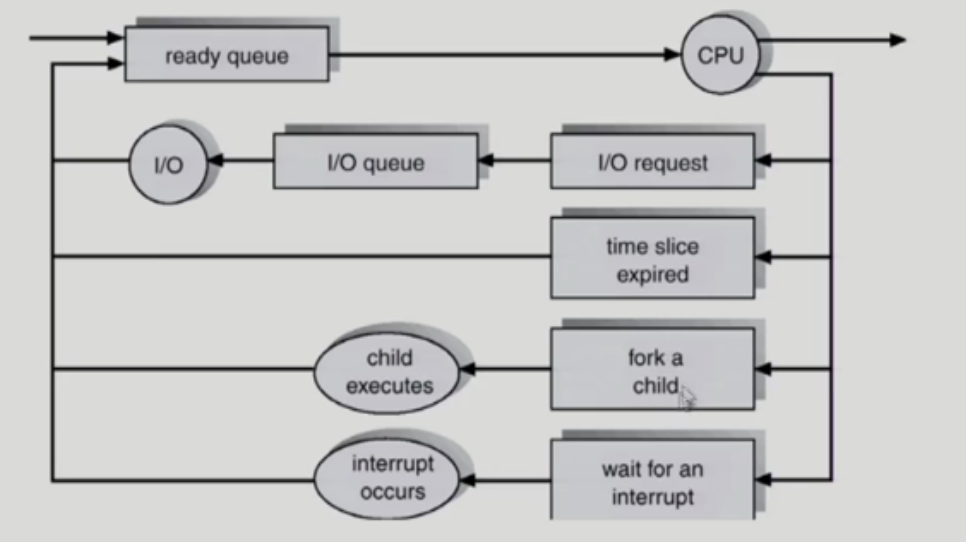 ready queue
CPU
I/O
I/O queue
I/O request
time slice
expired
child
executes
fork a
child
interrupt
occurs
wait for an
interrupt